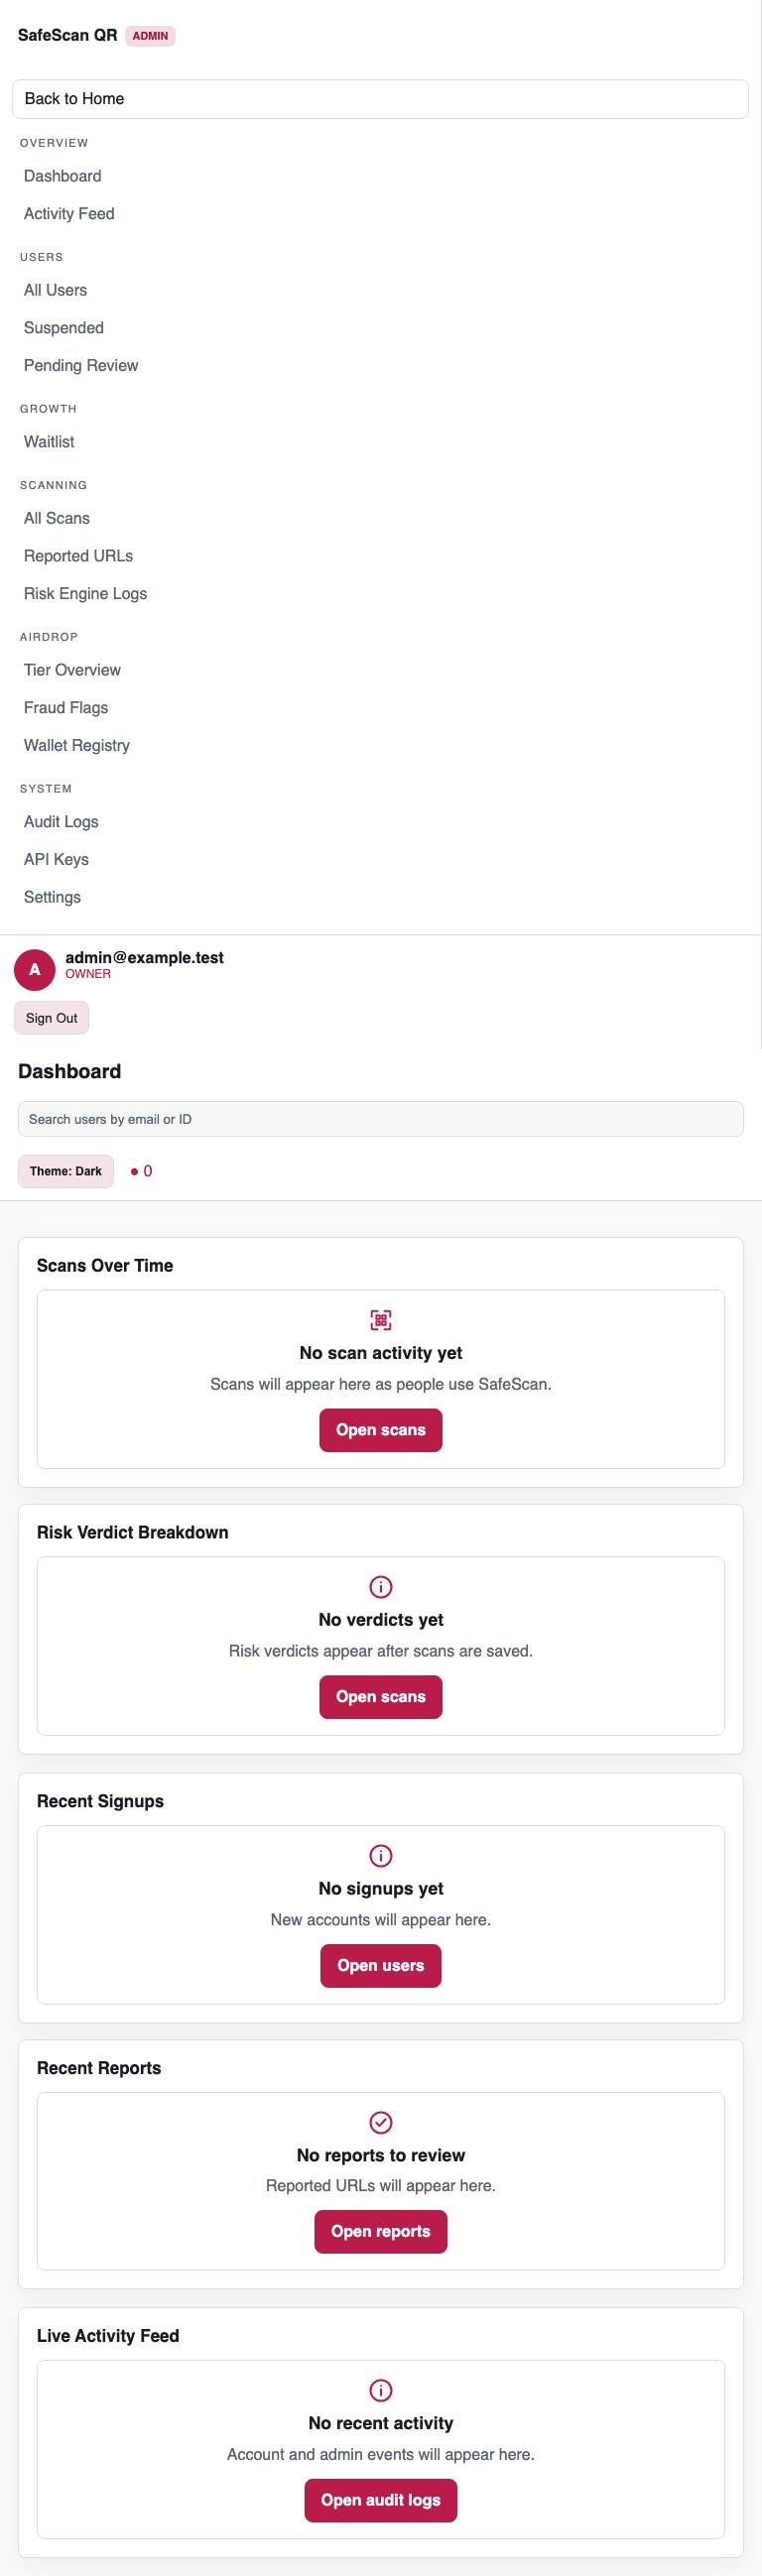 SafeScan QR ADMIN
Back to Home
OVERVIEW
Dashboard
Activity Feed
USERS
All Users
Suspended
Pending Review
GROWTH
Waitlist
SCANNING
All Scans
Reported URLs
Risk Engine Logs
AIRDROP
Tier Overview
Fraud Flags
Wallet Registry
SYSTEM
Audit Logs
API Keys
Settings
A
admin@example.test
OWNER
Sign Out
Dashboard
Search users by email or ID
Theme: Dark
0
Scans Over Time
No scan activity yet
Scans will appear here as people use SafeScan.
Open scans
Risk Verdict Breakdown
No verdicts yet
Risk verdicts appear after scans are saved.
Open scans
Recent Signups
No signups yet
New accounts will appear here.
Open users
Recent Reports
No reports to review
Reported URLs will appear here.
Open reports
Live Activity Feed
No recent activity
Account and admin events will appear here.
Open audit logs